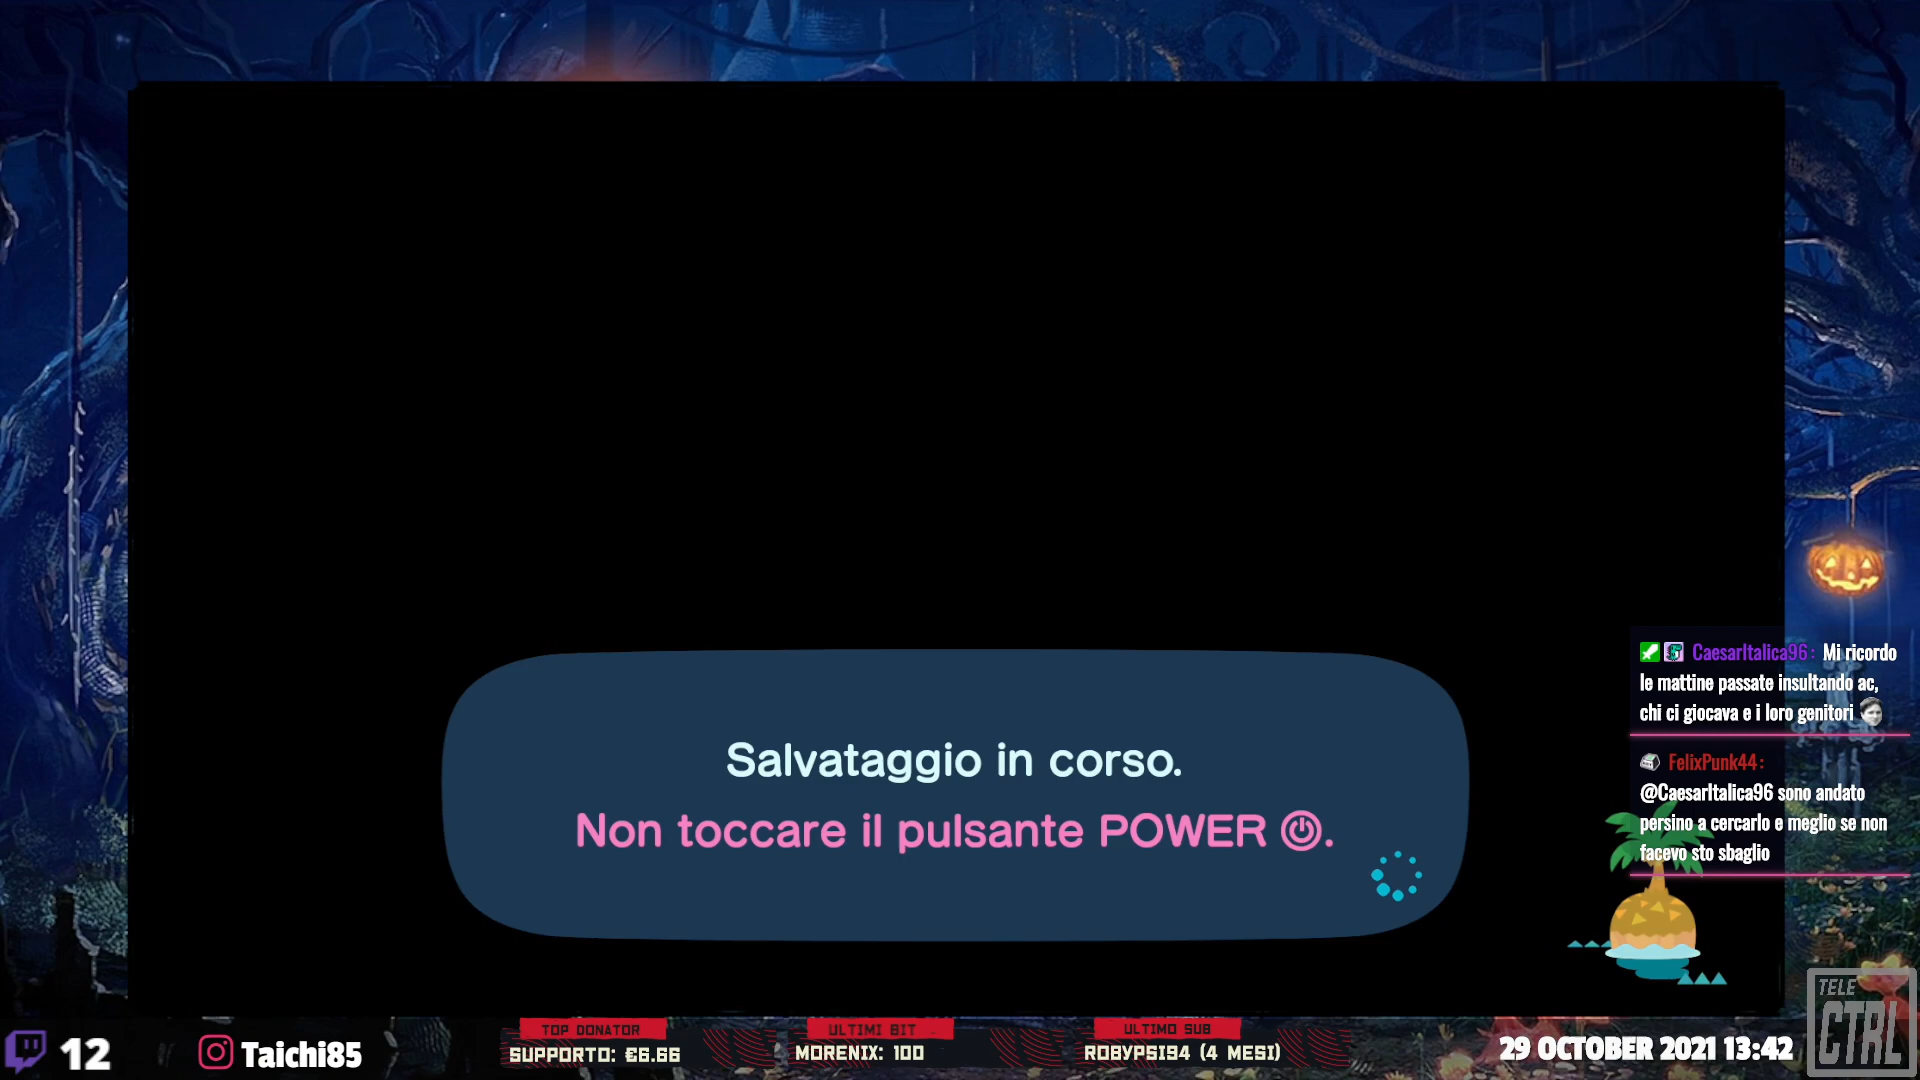 CaesarItalica96: Mi ricordo
le mattine passate insultando ac,
chi ci giocava e i loro genitori
FelixPunk44:
@CaesarItalica96 sono andato
persino a cercarlo e meglio se non
facevo sto sbaglio
Salvataggio in corso.
Non toccare il pulsante POWER.
12
Taichi85
TOP DONATOR
SUPPORTO: €6.66
ULTIMI BIT
MORENIX: 100
ULTIMO SUB
ROBYPSI94 (4 MESI)
29 OCTOBER 2021 13:42
TELE
CTRL